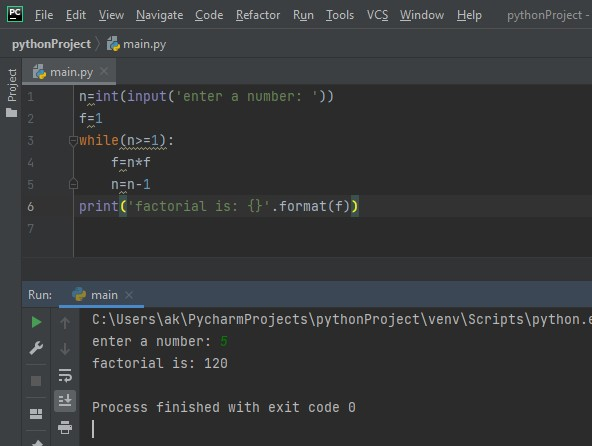 PC File Edit View Navigate Code Refactor Run Tools VCS Window Help pythonProject -
pythonProject main.py
Project
main.py
1 n=int(input('enter a number: '))
2 f=1
3 while(n>=1):
4     f=n*f
5     n=n-1
6 print('factorial is: {}'.format(f))
7
Run: main
C:\Users\ak\PycharmProjects\pythonProject\venv\Scripts\python.e
enter a number: 5
factorial is: 120
Process finished with exit code 0